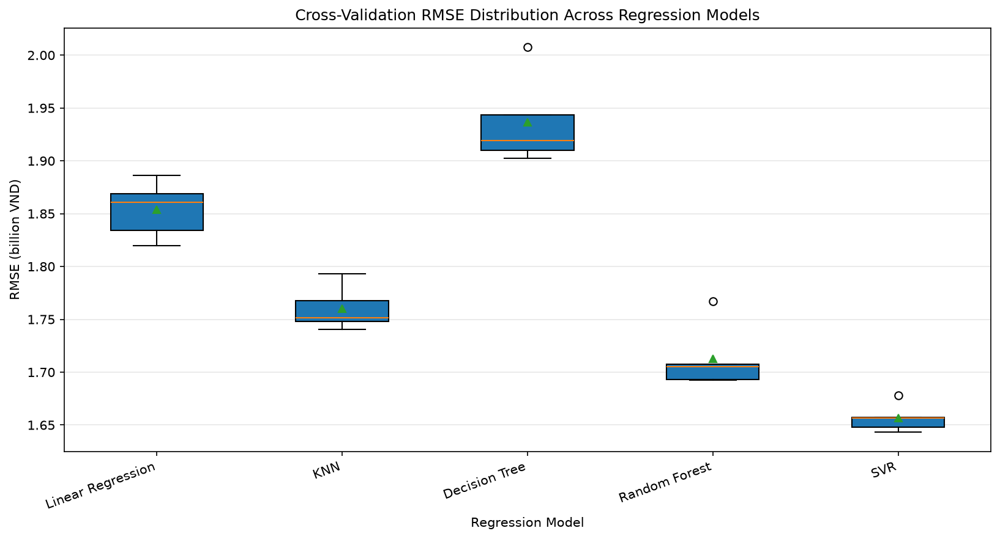 Cross-Validation RMSE Distribution Across Regression Models
RMSE (billion VND)
2.00
1.95
1.90
1.85
1.80
1.75
1.70
1.65
Linear Regression
KNN
Decision Tree
Random Forest
SVR
Regression Model